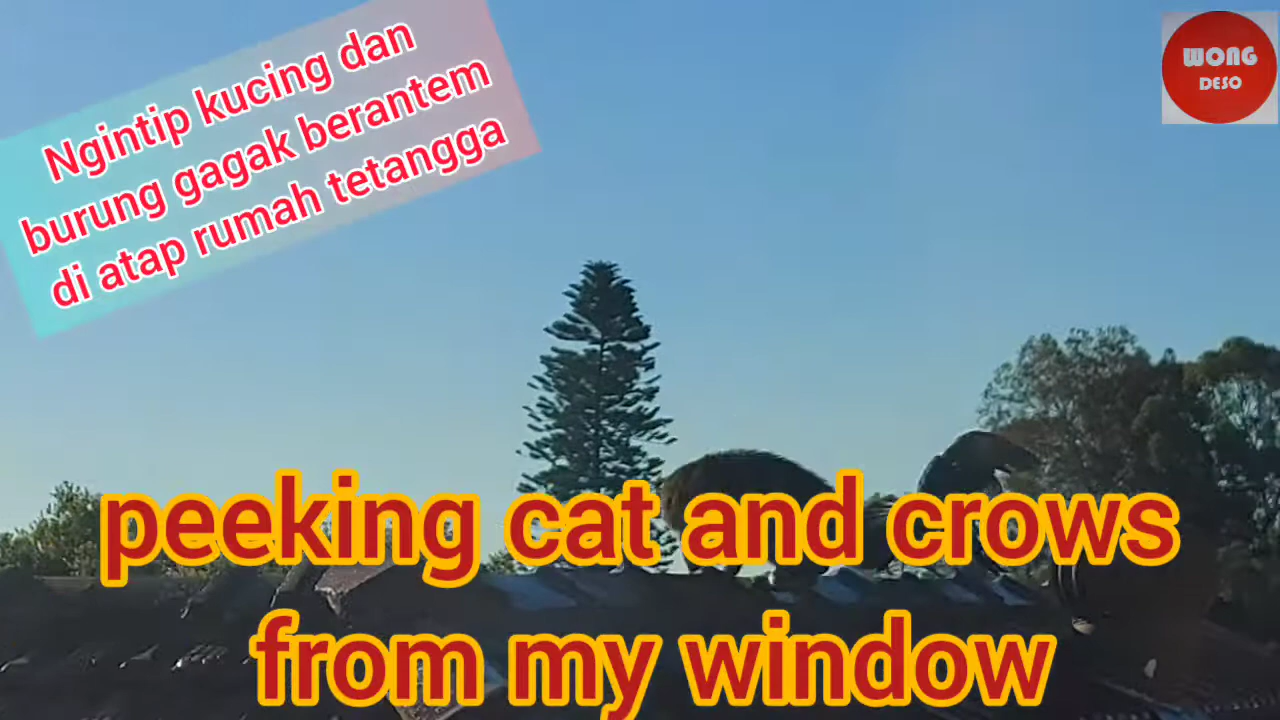 Ngintip kucing dan
burung gagak berantem
di atap rumah tetangga
WONG
DESO
peeking cat and crows
from my window